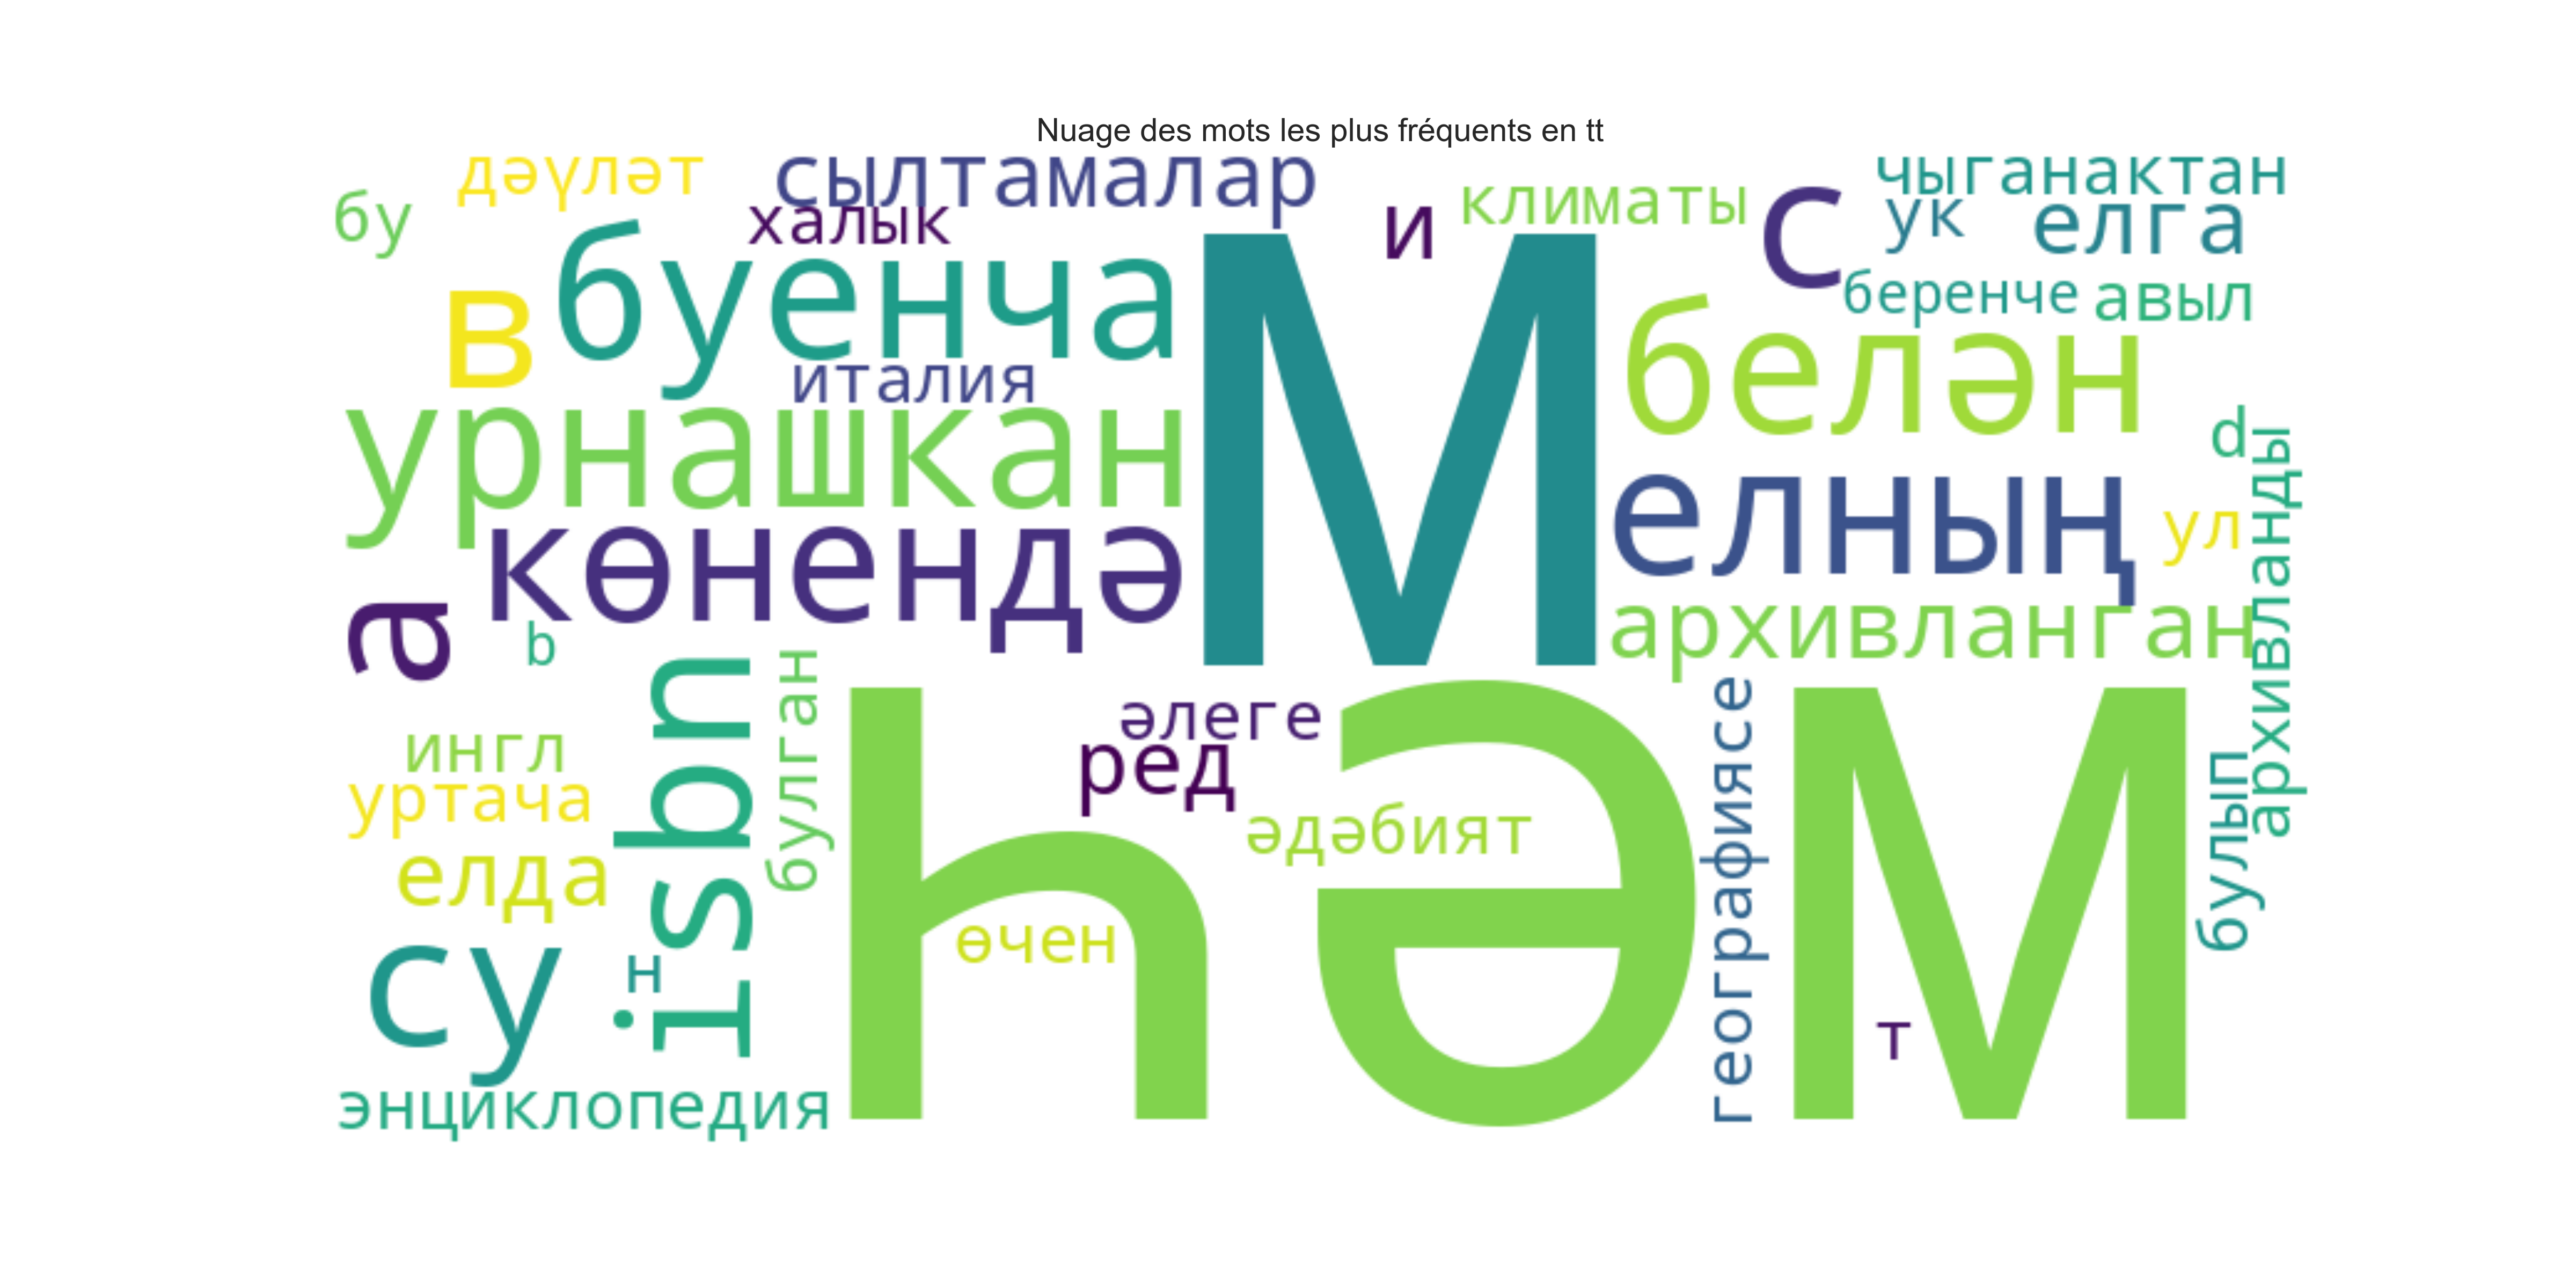 Nuage des mots les plus fréquents en tt
дәүләт
сылтамалар
чыганактан
бу
халык
и
климаты
с
ук
елга
в
буенча
м
беренче
авыл
италия
белән
урнашкан
d
көнендә
елның
ул
архивланды
а
b
архивланган
isbn
булган
һәм
әлеге
ред
географиясе
ингл
уртача
әдәбият
булып
елда
өчен
су
н
т
энциклопедия